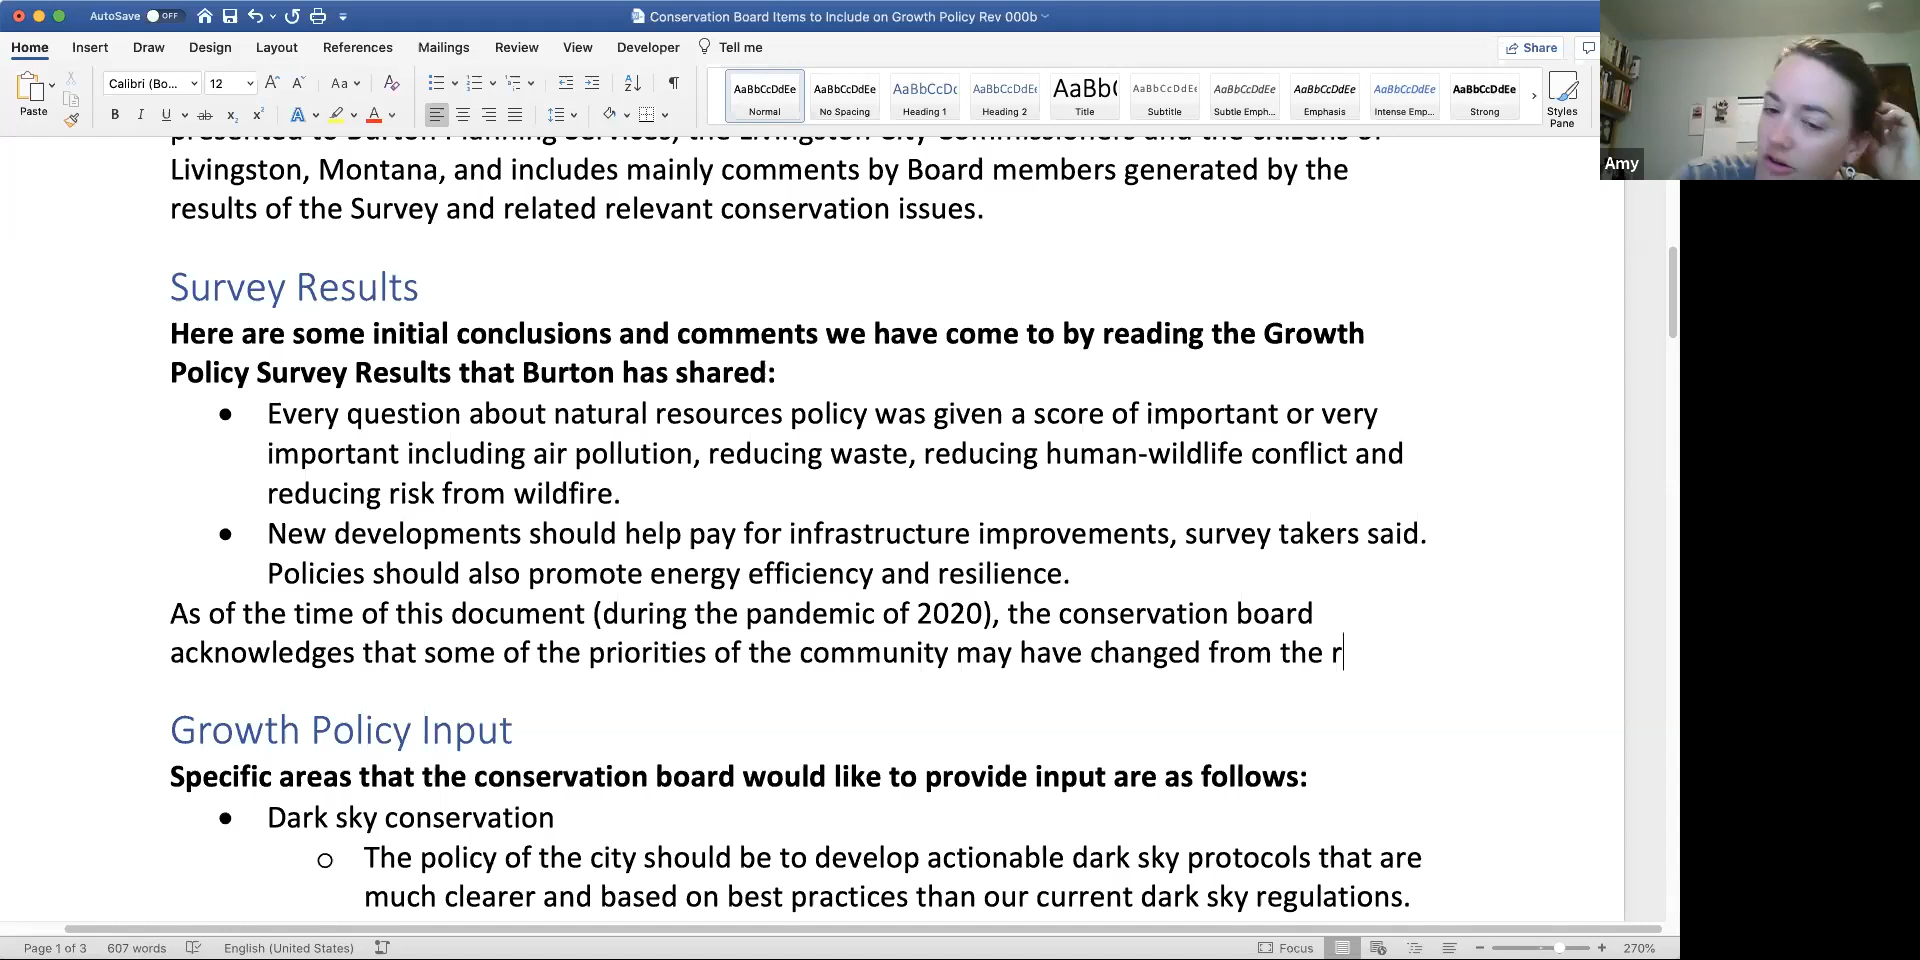 AutoSave OFF
Conservation Board Items to Include on Growth Policy Rev 000b
Home Insert Draw Design Layout References Mailings Review View Developer Tell me
Share
Paste
Calibri (Bo... 12
AaBbCcDdEe AaBbCcDdEe AaBbCcDc AaBbCcDdEe AaBb( AaBbCcDdEe AaBbCcDdEe AaBbCcDdEe AaBbCcDdEe AaBbCcDdEe
Normal No Spacing Heading 1 Heading 2 Title Subtitle Subtle Emph... Emphasis Intense Emp... Strong
Styles
Pane
Amy
Livingston, Montana, and includes mainly comments by Board members generated by the
results of the Survey and related relevant conservation issues.
Survey Results
Here are some initial conclusions and comments we have come to by reading the Growth
Policy Survey Results that Burton has shared:
• Every question about natural resources policy was given a score of important or very
important including air pollution, reducing waste, reducing human-wildlife conflict and
reducing risk from wildfire.
• New developments should help pay for infrastructure improvements, survey takers said.
Policies should also promote energy efficiency and resilience.
As of the time of this document (during the pandemic of 2020), the conservation board
acknowledges that some of the priorities of the community may have changed from the r
Growth Policy Input
Specific areas that the conservation board would like to provide input are as follows:
• Dark sky conservation
o The policy of the city should be to develop actionable dark sky protocols that are
much clearer and based on best practices than our current dark sky regulations.
Page 1 of 3 607 words English (United States) Focus 270%